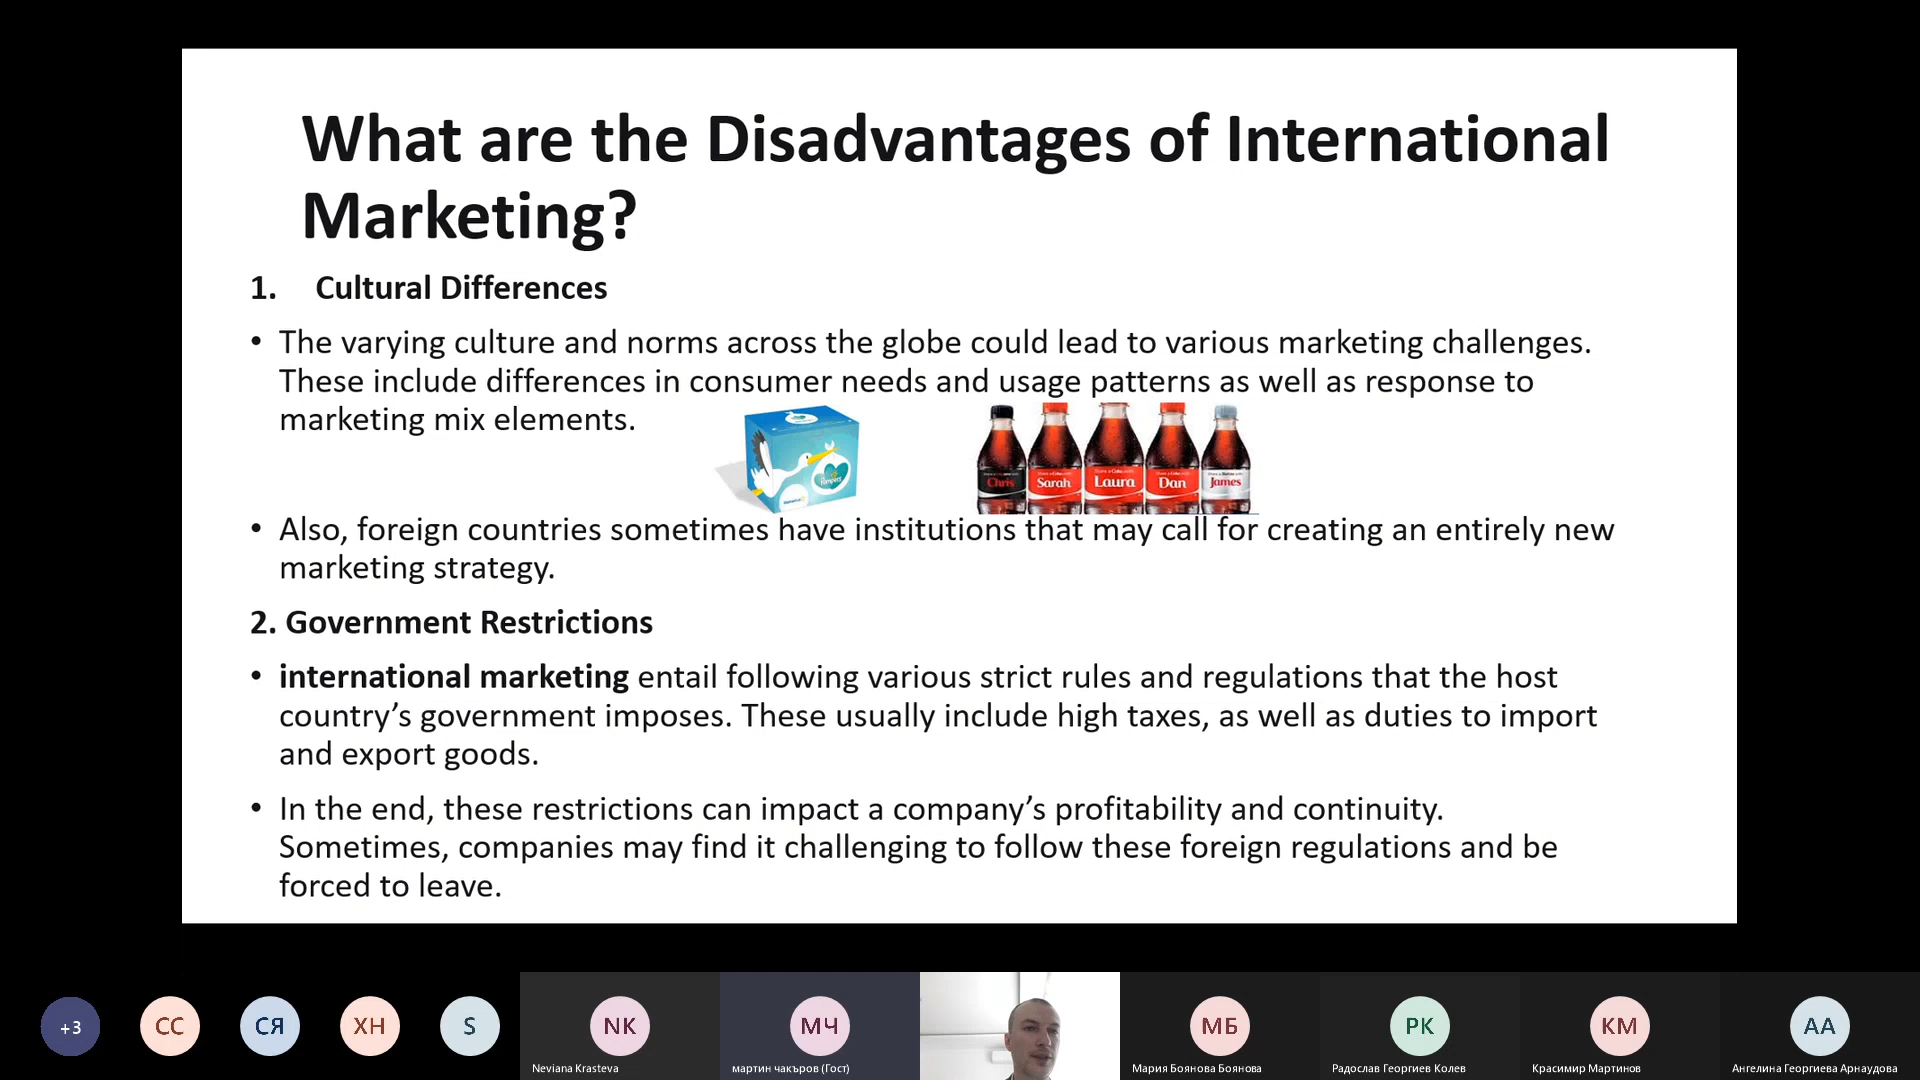 What are the Disadvantages of International
Marketing?
1. Cultural Differences
• The varying culture and norms across the globe could lead to various marketing challenges.
These include differences in consumer needs and usage patterns as well as response to
marketing mix elements.
Pampers
Chris
Sarah
Laura
Dan
James
• Also, foreign countries sometimes have institutions that may call for creating an entirely new
marketing strategy.
2. Government Restrictions
• international marketing entail following various strict rules and regulations that the host
country’s government imposes. These usually include high taxes, as well as duties to import
and export goods.
• In the end, these restrictions can impact a company’s profitability and continuity.
Sometimes, companies may find it challenging to follow these foreign regulations and be
forced to leave.
+3
СС
СЯ
ХН
S
NK
МЧ
МБ
РК
КМ
АА
Neviana Krasteva
мартин чакъров (Гост)
Мария Боянова Боянова
Радослав Георгиев Колев
Красимир Мартинов
Ангелина Георгиева Арнаудова